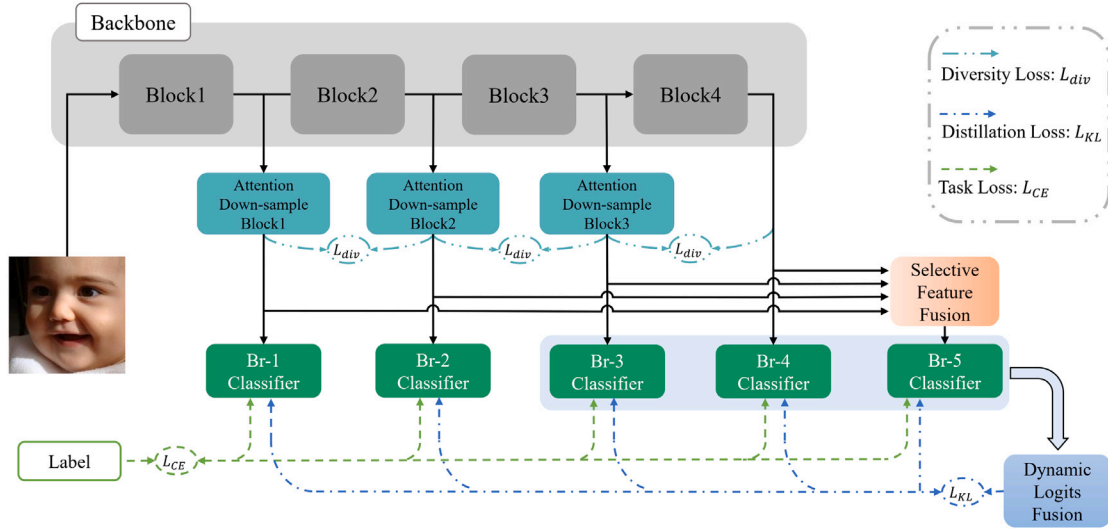 Backbone
Block1
Block2
Block3
Block4
Diversity Loss: L_div
Distillation Loss: L_KL
Task Loss: L_CE
Attention
Down-sample
Block1
Attention
Down-sample
Block2
Attention
Down-sample
Block3
L_div
L_div
L_div
Selective
Feature
Fusion
Br-1
Classifier
Br-2
Classifier
Br-3
Classifier
Br-4
Classifier
Br-5
Classifier
Label
L_CE
L_KL
Dynamic
Logits
Fusion